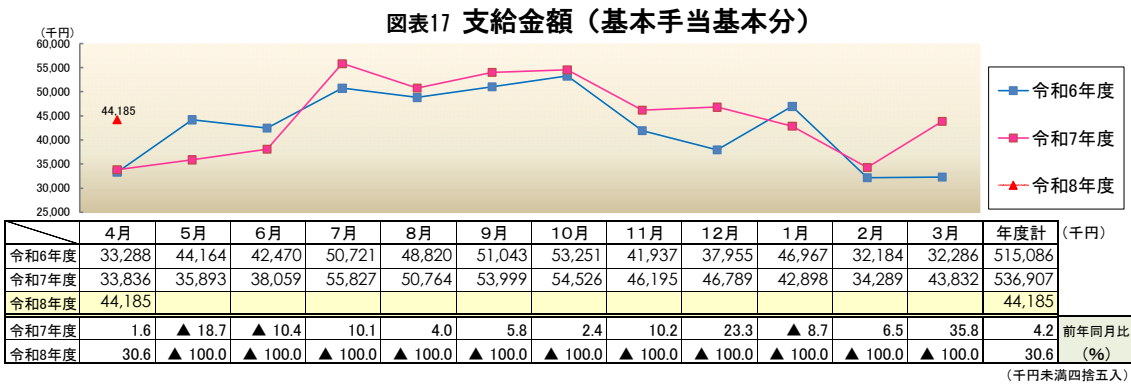 図表17 支給金額（基本手当基本分）
（千円）
60,000
55,000
50,000
45,000
40,000
35,000
30,000
25,000
44,185
令和6年度
令和7年度
令和8年度
4月 5月 6月 7月 8月 9月 10月 11月 12月 1月 2月 3月 年度計 （千円）
令和6年度 33,288 44,164 42,470 50,721 48,820 51,043 53,251 41,937 37,955 46,967 32,184 32,286 515,086
令和7年度 33,836 35,893 38,059 55,827 50,764 53,999 54,526 46,195 46,789 42,898 34,289 43,832 536,907
令和8年度 44,185 44,185
令和7年度 1.6 ▲ 18.7 ▲ 10.4 10.1 4.0 5.8 2.4 10.2 23.3 ▲ 8.7 6.5 35.8 4.2 前年同月比
令和8年度 30.6 ▲ 100.0 ▲ 100.0 ▲ 100.0 ▲ 100.0 ▲ 100.0 ▲ 100.0 ▲ 100.0 ▲ 100.0 ▲ 100.0 ▲ 100.0 ▲ 100.0 30.6 （%）
（千円未満四捨五入）